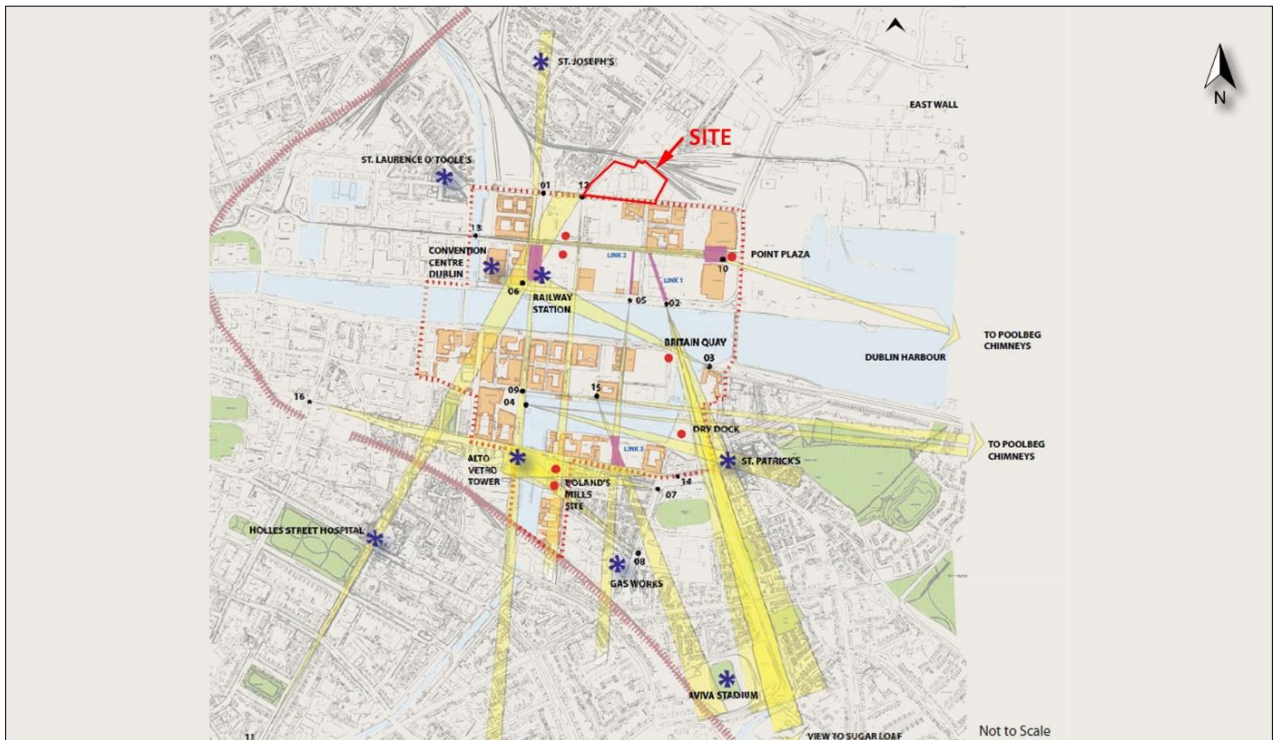 ST. JOSEPH'S
N
EAST WALL
SITE
ST. LAURENCE O'TOOLE'S
01
12
13
CONVENTION
CENTRE
DUBLIN
LINK 2
POINT PLAZA
10
LINK 1
06
RAILWAY
STATION
05
02
BRITAIN QUAY
TO POOLBEG
CHIMNEYS
DUBLIN HARBOUR
03
09
15
16
04
DRY DOCK
TO POOLBEG
CHIMNEYS
LINK 3
ALTO
VETRO
TOWER
ST. PATRICK'S
14
BOLAND'S
MILLS
SITE
07
HOLLES STREET HOSPITAL
08
GAS WORKS
AVIVA STADIUM
11
VIEW TO SUGAR LOAF
Not to Scale